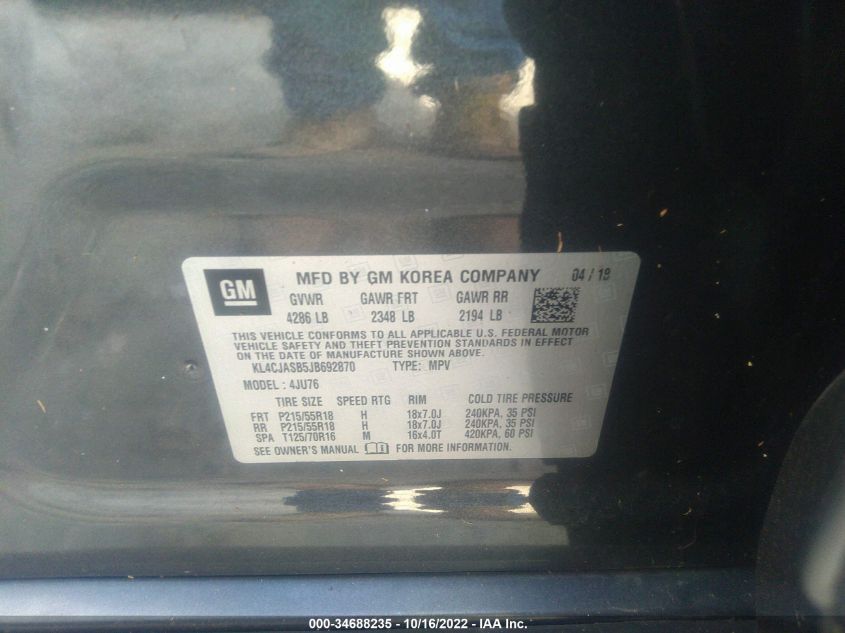 GM
MFD BY GM KOREA COMPANY 04 / 18
GVWR GAWR FRT GAWR RR
4286 LB 2348 LB 2194 LB
THIS VEHICLE CONFORMS TO ALL APPLICABLE U.S. FEDERAL MOTOR
VEHICLE SAFETY AND THEFT PREVENTION STANDARDS IN EFFECT
ON THE DATE OF MANUFACTURE SHOWN ABOVE.
KL4CJASB5JB692870 TYPE: MPV
MODEL: 4JU76
TIRE SIZE SPEED RTG RIM COLD TIRE PRESSURE
FRT P215/55R18 H 18x7.0J 240KPA, 35 PSI
RR P215/55R18 H 18x7.0J 240KPA, 35 PSI
SPA T125/70R16 M 16x4.0T 420KPA, 60 PSI
SEE OWNER'S MANUAL FOR MORE INFORMATION.
000-34688235 - 10/16/2022 - IAA Inc.